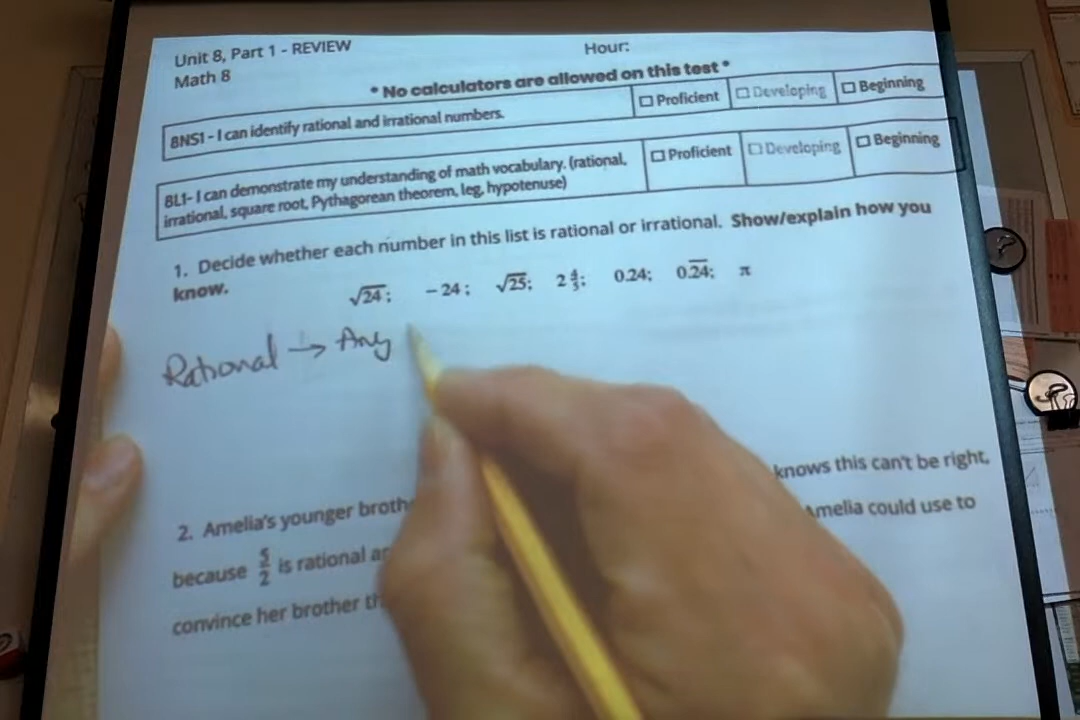 Unit 8, Part 1 - REVIEW
Hour:
Math 8
* No calculators are allowed on this test *
8NS1 - I can identify rational and irrational numbers.
□ Proficient □ Developing □ Beginning
8L1- I can demonstrate my understanding of math vocabulary. (rational,
irrational, square root, Pythagorean theorem, leg, hypotenuse)
□ Proficient □ Developing □ Beginning
1. Decide whether each number in this list is rational or irrational. Show/explain how you
know.
√24; -24; √25; 2 4/5; 0.24; 0.2̅4̅; π
Rational → Any
2. Amelia's younger broth
knows this can't be right,
because 5/2 is rational an
Amelia could use to
convince her brother th